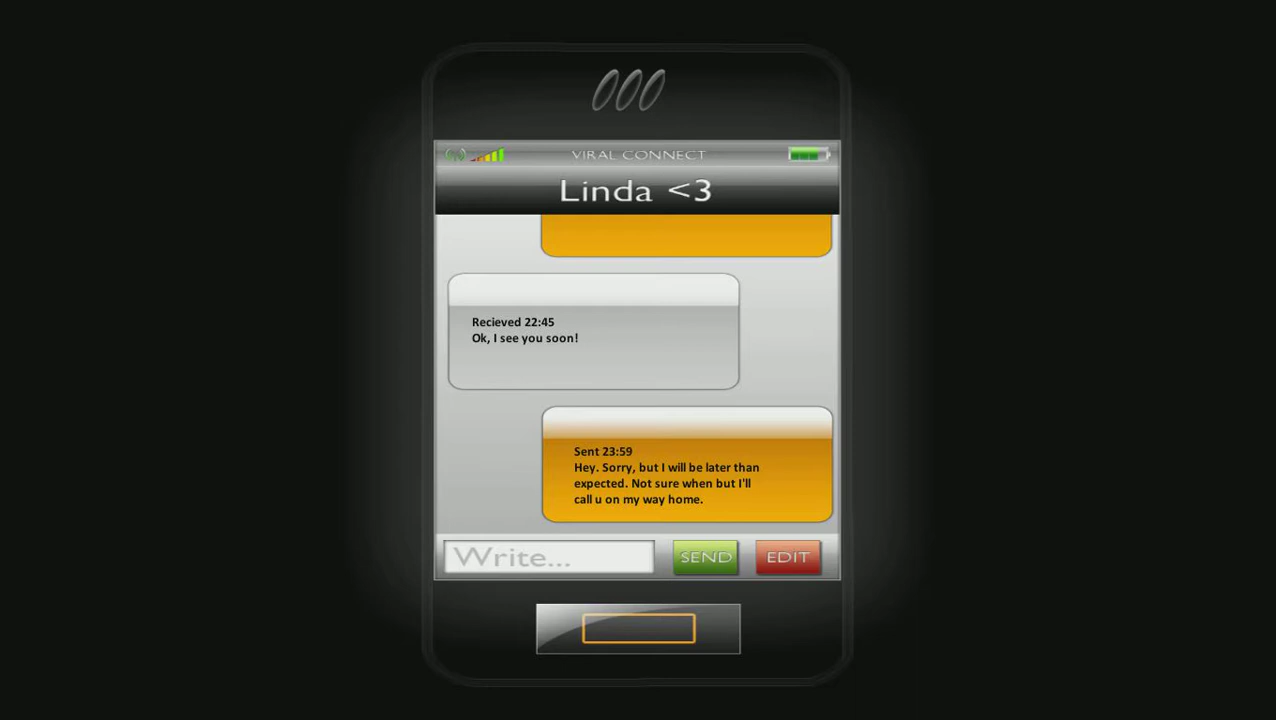 VIRAL CONNECT
Linda <3
Recieved 22:45
Ok, I see you soon!
Sent 23:59
Hey. Sorry, but I will be later than
expected. Not sure when but I'll
call u on my way home.
Write...
SEND
EDIT